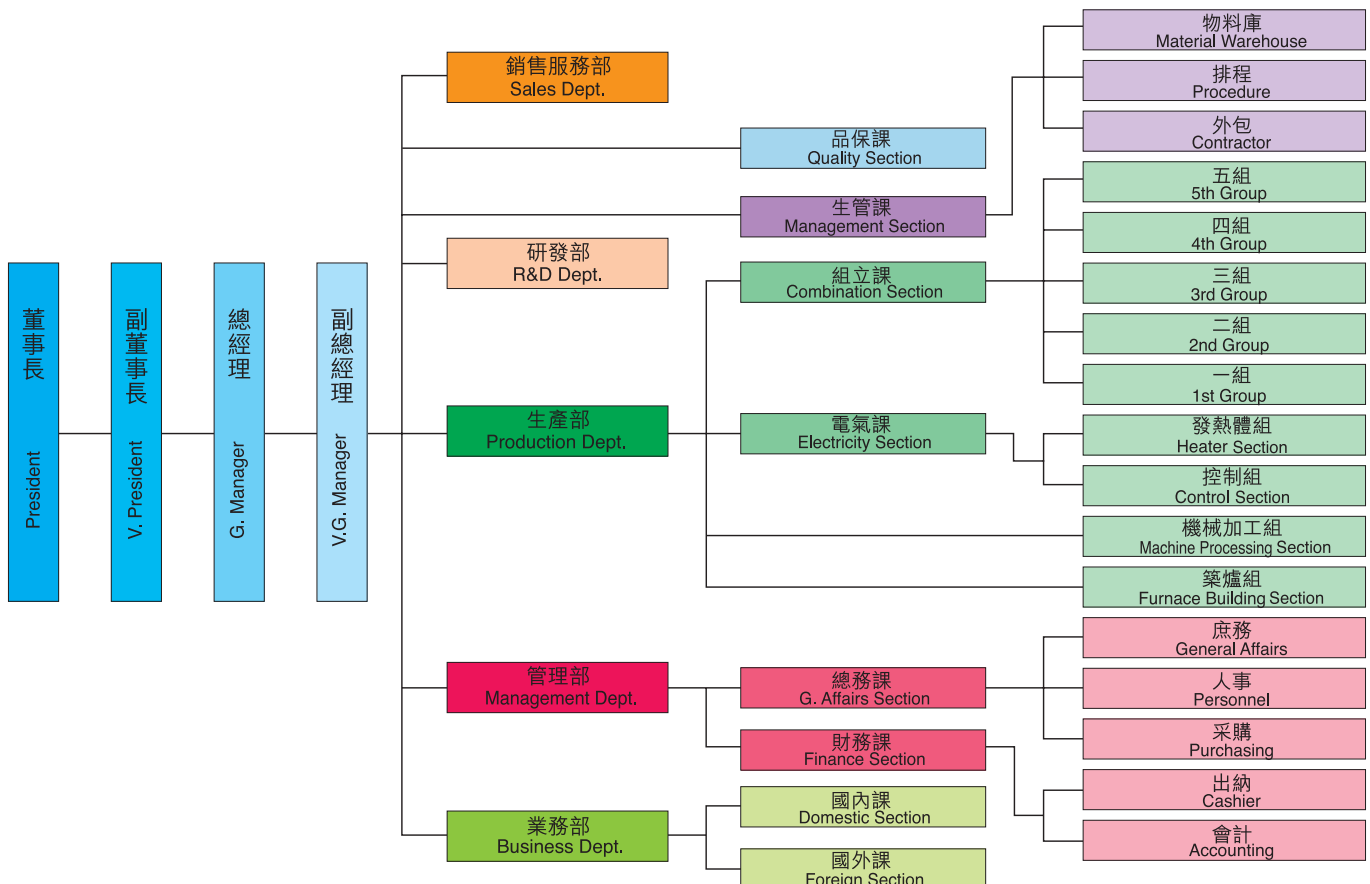 董事長
President
副董事長
V. President
總經理
G. Manager
副總經理
V.G. Manager
銷售服務部
Sales Dept.
研發部
R&D Dept.
生產部
Production Dept.
管理部
Management Dept.
業務部
Business Dept.
品保課
Quality Section
生管課
Management Section
組立課
Combination Section
電氣課
Electricity Section
總務課
G. Affairs Section
財務課
Finance Section
國內課
Domestic Section
國外課
Foreign Section
物料庫
Material Warehouse
排程
Procedure
外包
Contractor
五組
5th Group
四組
4th Group
三組
3rd Group
二組
2nd Group
一組
1st Group
發熱體組
Heater Section
控制組
Control Section
機械加工組
Machine Processing Section
築爐組
Furnace Building Section
庶務
General Affairs
人事
Personnel
采購
Purchasing
出納
Cashier
會計
Accounting